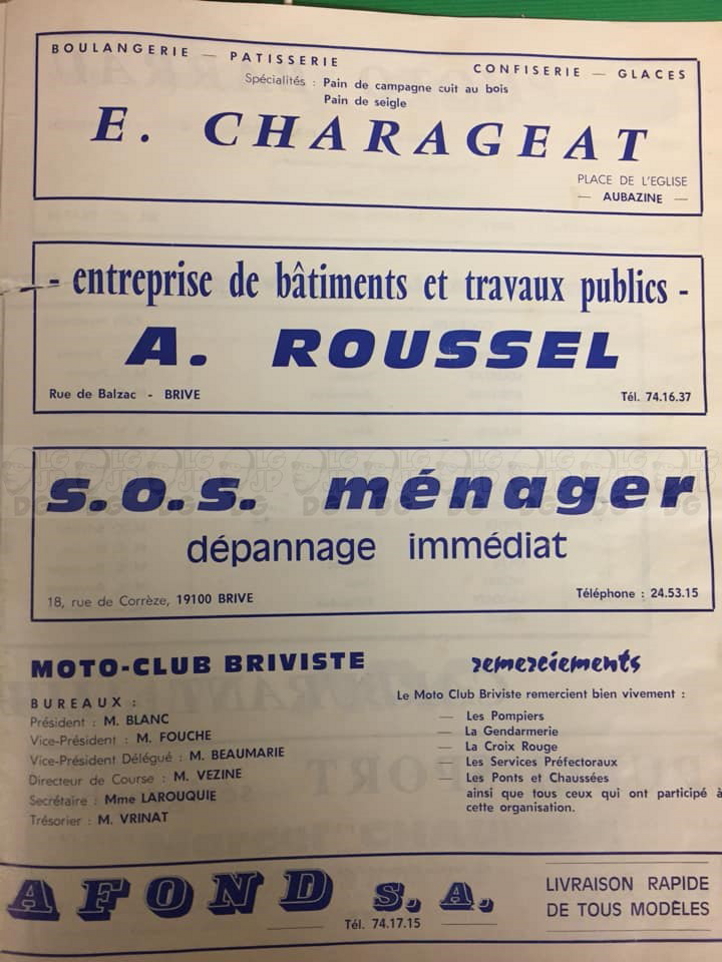 BOULANGERIE — PATISSERIE
CONFISERIE — GLACES
Spécialités : Pain de campagne cuit au bois
Pain de seigle
E. CHARAGEAT
PLACE DE L'EGLISE
— AUBAZINE —
- entreprise de bâtiments et travaux publics -
A. ROUSSEL
Rue de Balzac - BRIVE
Tél. 74.16.37
s.o.s. ménager
dépannage immédiat
18, rue de Corrèze, 19100 BRIVE
Téléphone : 24.53.15
MOTO-CLUB BRIVISTE
BUREAUX :
Président : M. BLANC
Vice-Président : M. FOUCHE
Vice-Président Délégué : M. BEAUMARIE
Directeur de Course : M. VEZINE
Secrétaire : Mme LAROUQUIE
Trésorier : M. VRINAT
remerciements
Le Moto Club Briviste remercient bien vivement :
— Les Pompiers
— La Gendarmerie
— La Croix Rouge
— Les Services Préfectoraux
— Les Ponts et Chaussées
ainsi que tous ceux qui ont participé à
cette organisation.
AFOND S.A.
Tél. 74.17.15
LIVRAISON RAPIDE
DE TOUS MODÈLES